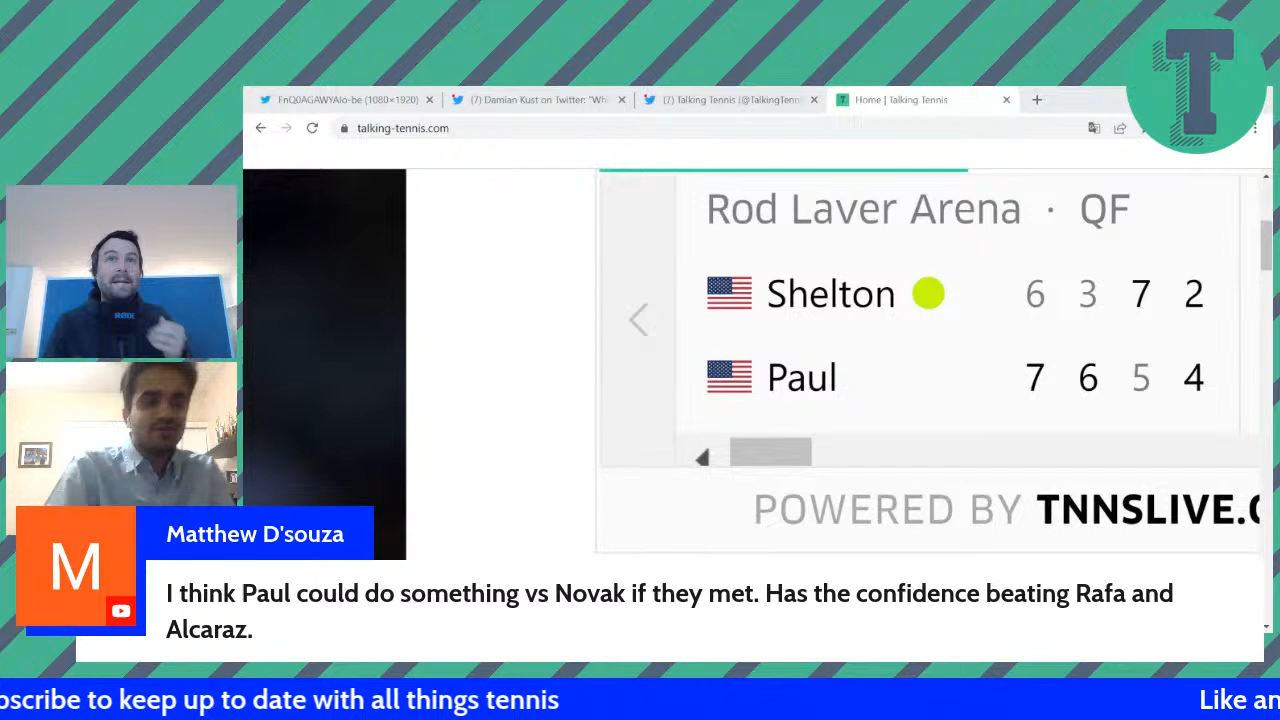 T
FnQ0AGAWYAIo-be (1080×1920)
(7) Damian Kust on Twitter: "Whi
(7) Talking Tennis (@TalkingTenni
T Home | Talking Tennis
talking-tennis.com
Rod Laver Arena · QF
Shelton 6 3 7 2
Paul 7 6 5 4
POWERED BY TNNSLIVE.C
RØDE
M
Matthew D'souza
I think Paul could do something vs Novak if they met. Has the confidence beating Rafa and
Alcaraz.
bscribe to keep up to date with all things tennis
Like an